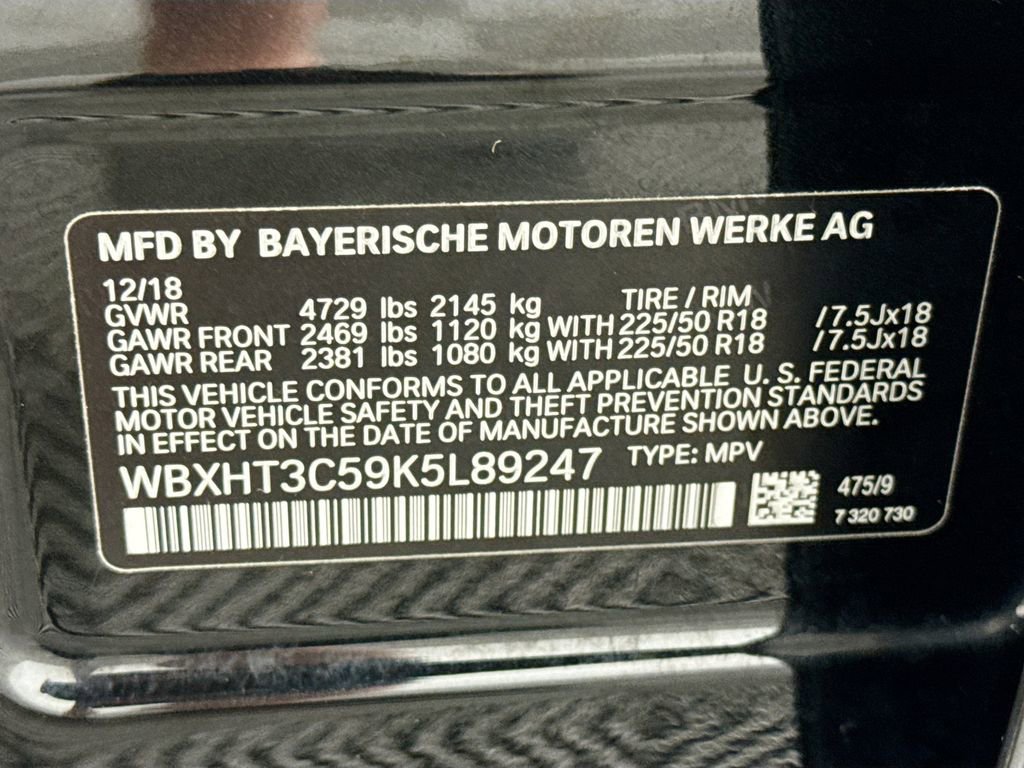 MFD BY BAYERISCHE MOTOREN WERKE AG
12/18 TIRE / RIM
GVWR 4729 lbs 2145 kg
GAWR FRONT 2469 lbs 1120 kg WITH 225/50 R18 /7.5Jx18
GAWR REAR 2381 lbs 1080 kg WITH 225/50 R18 /7.5Jx18
THIS VEHICLE CONFORMS TO ALL APPLICABLE U. S. FEDERAL
MOTOR VEHICLE SAFETY AND THEFT PREVENTION STANDARDS
IN EFFECT ON THE DATE OF MANUFACTURE SHOWN ABOVE.
WBXHT3C59K5L89247 TYPE: MPV
475/9
7 320 730